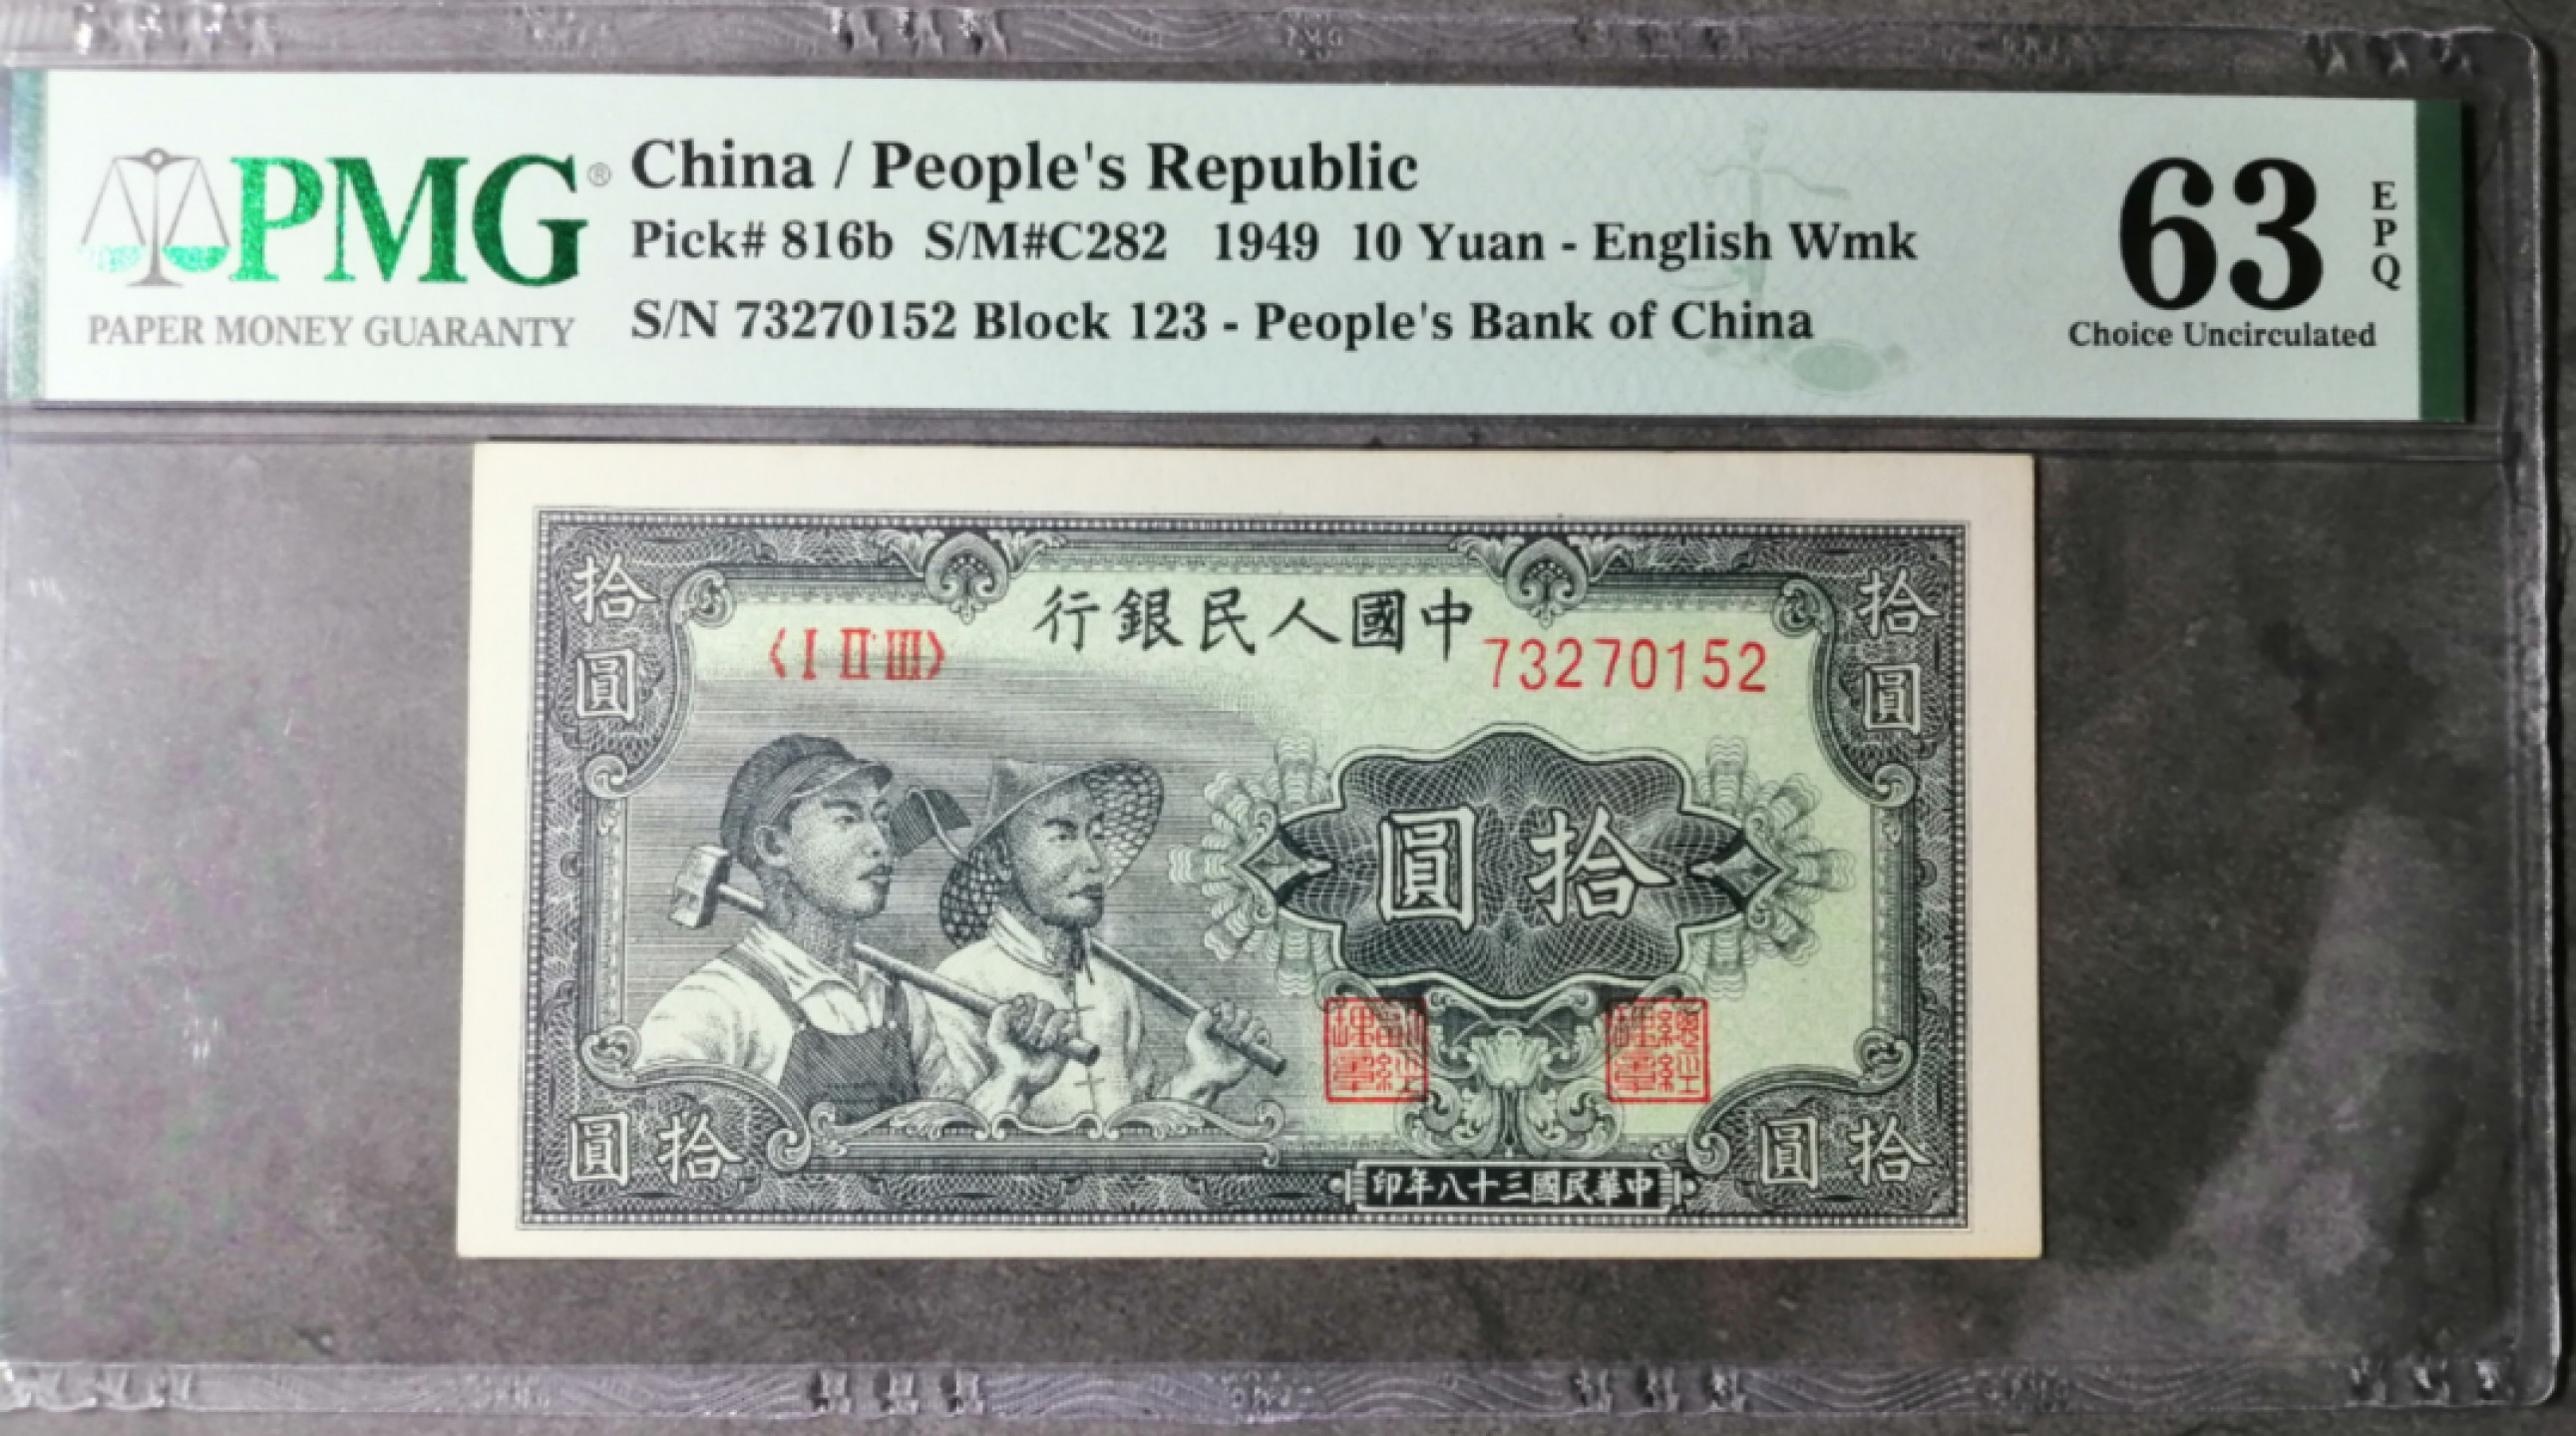 PMG®
PAPER MONEY GUARANTY
China / People's Republic
Pick# 816b S/M#C282 1949 10 Yuan - English Wmk
S/N 73270152 Block 123 - People's Bank of China
63
EPQ
Choice Uncirculated
拾圓
拾圓
行銀民人國中
〈I II III〉
73270152
圓拾
圓拾
圓拾
印年八十三國民華中